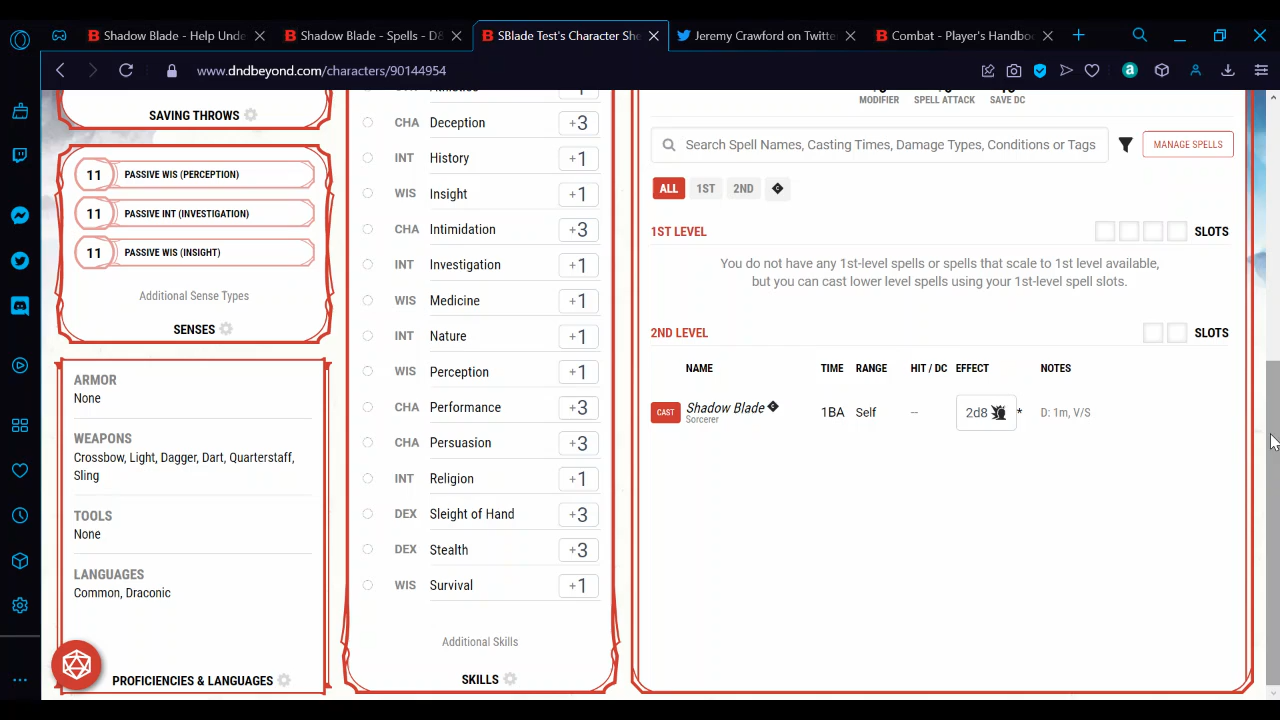 Shadow Blade - Help Unde
Shadow Blade - Spells - D&
SBlade Test's Character She
Jeremy Crawford on Twitte
Combat - Player's Handboo
www.dndbeyond.com/characters/90144954
SAVING THROWS
11 PASSIVE WIS (PERCEPTION)
11 PASSIVE INT (INVESTIGATION)
11 PASSIVE WIS (INSIGHT)
Additional Sense Types
SENSES
ARMOR
None
WEAPONS
Crossbow, Light, Dagger, Dart, Quarterstaff,
Sling
TOOLS
None
LANGUAGES
Common, Draconic
PROFICIENCIES & LANGUAGES
CHA Deception +3
INT History +1
WIS Insight +1
CHA Intimidation +3
INT Investigation +1
WIS Medicine +1
INT Nature +1
WIS Perception +1
CHA Performance +3
CHA Persuasion +3
INT Religion +1
DEX Sleight of Hand +3
DEX Stealth +3
WIS Survival +1
Additional Skills
SKILLS
MODIFIER SPELL ATTACK SAVE DC
Search Spell Names, Casting Times, Damage Types, Conditions or Tags
MANAGE SPELLS
ALL 1ST 2ND C
1ST LEVEL SLOTS
You do not have any 1st-level spells or spells that scale to 1st level available,
but you can cast lower level spells using your 1st-level spell slots.
2ND LEVEL SLOTS
NAME TIME RANGE HIT / DC EFFECT NOTES
CAST Shadow Blade C 1BA Self -- 2d8 * D: 1m, V/S
Sorcerer